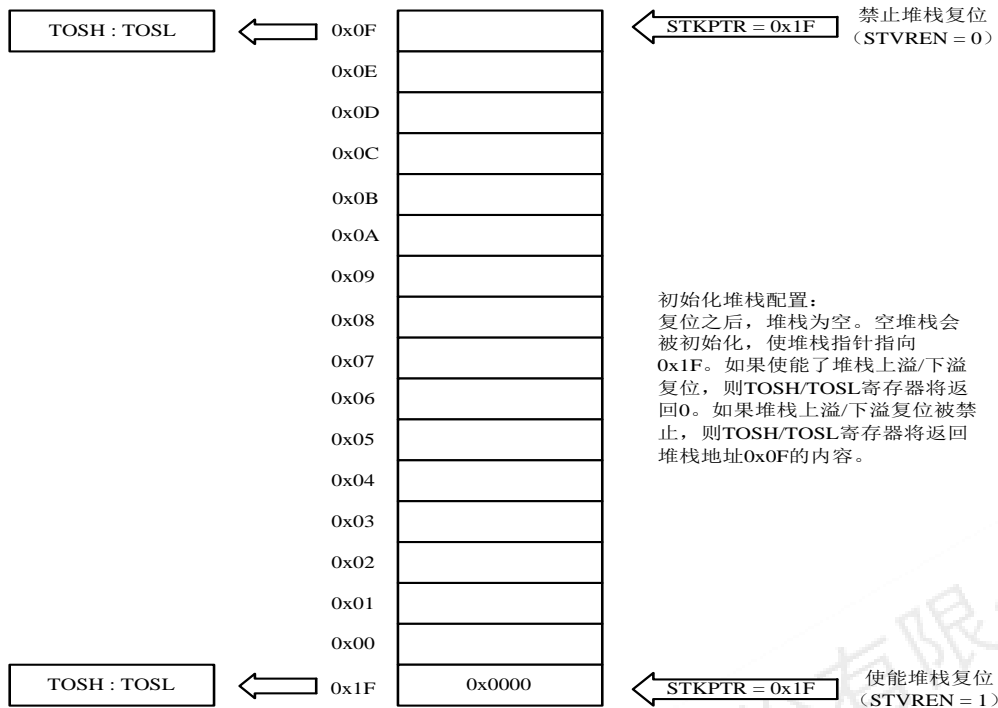 TOSH : TOSL
0x0F
STKPTR = 0x1F
禁止堆栈复位
（STVREN = 0）
0x0E
0x0D
0x0C
0x0B
0x0A
0x09
0x08
0x07
0x06
0x05
0x04
0x03
0x02
0x01
0x00
初始化堆栈配置：
复位之后，堆栈为空。空堆栈会
被初始化，使堆栈指针指向
0x1F。如果使能了堆栈上溢/下溢
复位，则TOSH/TOSL寄存器将返
回0。如果堆栈上溢/下溢复位被禁
止，则TOSH/TOSL寄存器将返回
堆栈地址0x0F的内容。
TOSH : TOSL
0x1F
0x0000
STKPTR = 0x1F
使能堆栈复位
（STVREN = 1）
有限